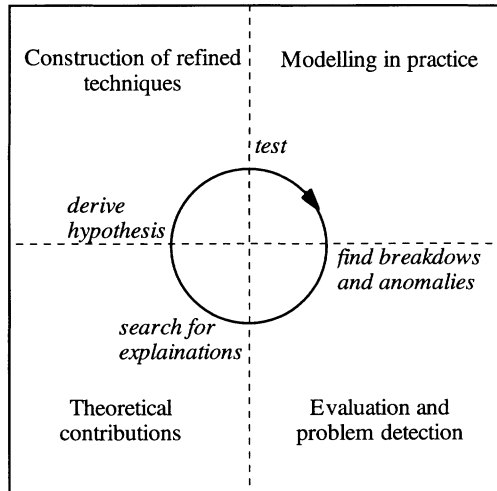 Construction of refined
techniques
Modelling in practice
test
derive
hypothesis
find breakdows
and anomalies
search for
explainations
Theoretical
contributions
Evaluation and
problem detection